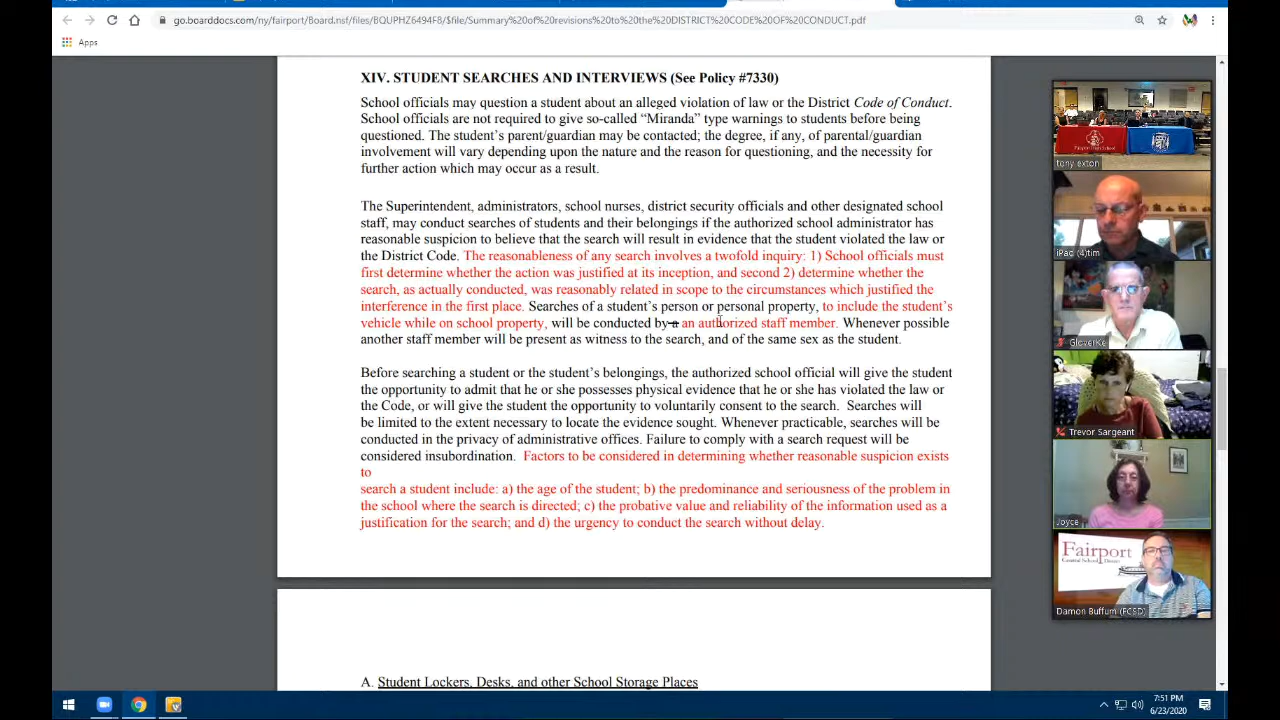 go.boarddocs.com/ny/fairport/Board.nsf/files/BQUPHZ6494F8/$file/Summary%20of%20revisions%20to%20the%20DISTRICT%20CODE%20OF%20CONDUCT.pdf
Apps
XIV. STUDENT SEARCHES AND INTERVIEWS (See Policy #7330)
School officials may question a student about an alleged violation of law or the District Code of Conduct.
School officials are not required to give so-called “Miranda” type warnings to students before being
questioned. The student’s parent/guardian may be contacted; the degree, if any, of parental/guardian
involvement will vary depending upon the nature and the reason for questioning, and the necessity for
further action which may occur as a result.
The Superintendent, administrators, school nurses, district security officials and other designated school
staff, may conduct searches of students and their belongings if the authorized school administrator has
reasonable suspicion to believe that the search will result in evidence that the student violated the law or
the District Code. The reasonableness of any search involves a twofold inquiry: 1) School officials must
first determine whether the action was justified at its inception, and second 2) determine whether the
search, as actually conducted, was reasonably related in scope to the circumstances which justified the
interference in the first place. Searches of a student’s person or personal property, to include the student’s
vehicle while on school property, will be conducted by a an authorized staff member. Whenever possible
another staff member will be present as witness to the search, and of the same sex as the student.
Before searching a student or the student’s belongings, the authorized school official will give the student
the opportunity to admit that he or she possesses physical evidence that he or she has violated the law or
the Code, or will give the student the opportunity to voluntarily consent to the search. Searches will
be limited to the extent necessary to locate the evidence sought. Whenever practicable, searches will be
conducted in the privacy of administrative offices. Failure to comply with a search request will be
considered insubordination. Factors to be considered in determining whether reasonable suspicion exists
to
search a student include: a) the age of the student; b) the predominance and seriousness of the problem in
the school where the search is directed; c) the probative value and reliability of the information used as a
justification for the search; and d) the urgency to conduct the search without delay.
A. Student Lockers, Desks, and other School Storage Places
tony exton
iPad (4)tim
GloverKe
Trevor Sargeant
Joyce
Fairport
Central School District
Damon Buffum (FCSD)
7:51 PM
6/23/2020